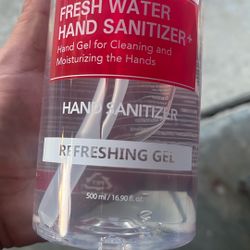 FRESH WATER
HAND SANITIZER+
Hand Gel for Cleaning and
Moisturizing the Hands
HAND SANITIZER
REFRESHING GEL
500 ml / 16.90 fl oz.